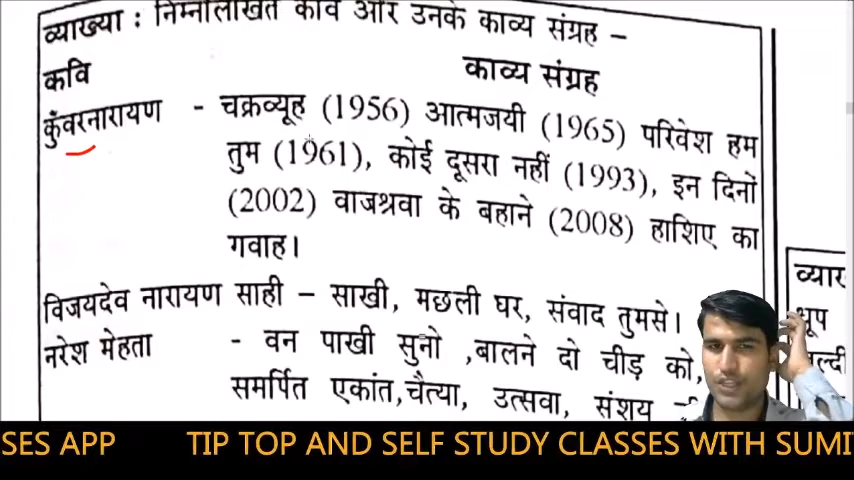 व्याख्या : निम्नलिखित कवि और उनके काव्य संग्रह –
कवि काव्य संग्रह
कुँवरनारायण - चक्रव्यूह (1956) आत्मजयी (1965) परिवेश हम
तुम (1961), कोई दूसरा नहीं (1993), इन दिनों
(2002) वाजश्रवा के बहाने (2008) हाशिए का
गवाह।
विजयदेव नारायण साही – साखी, मछली घर, संवाद तुमसे।
नरेश मेहता - वन पाखी सुनो ,बालने दो चीड़ को,
समर्पित एकांत,चैत्या, उत्सवा, संशय
धूप
SES APP TIP TOP AND SELF STUDY CLASSES WITH SUMI